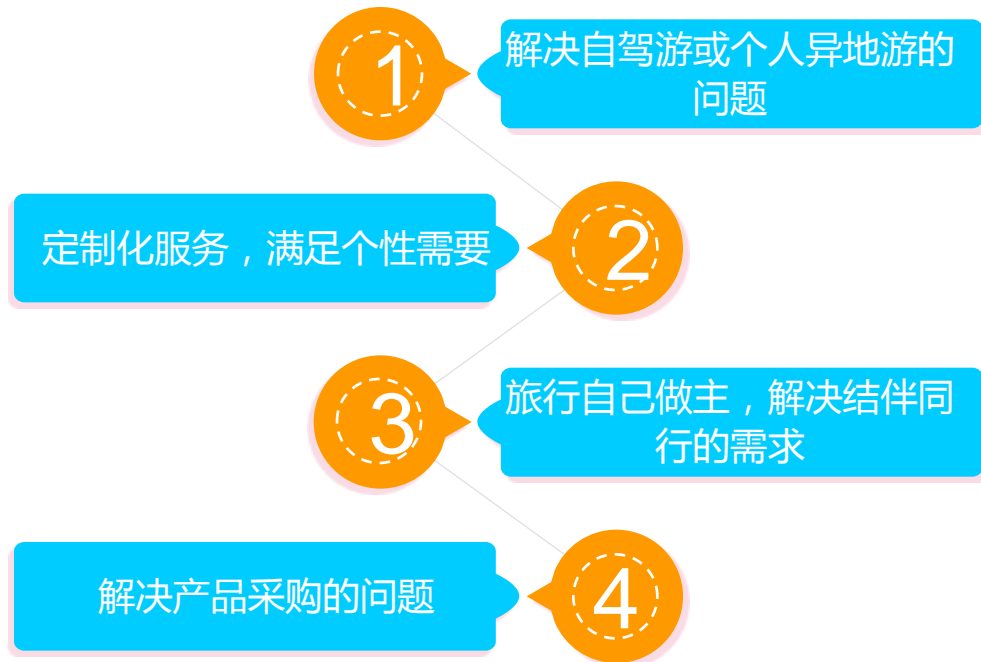 1
解决自驾游或个人异地游的
问题
定制化服务，满足个性需要
2
3
旅行自己做主，解决结伴同
行的需求
解决产品采购的问题
4